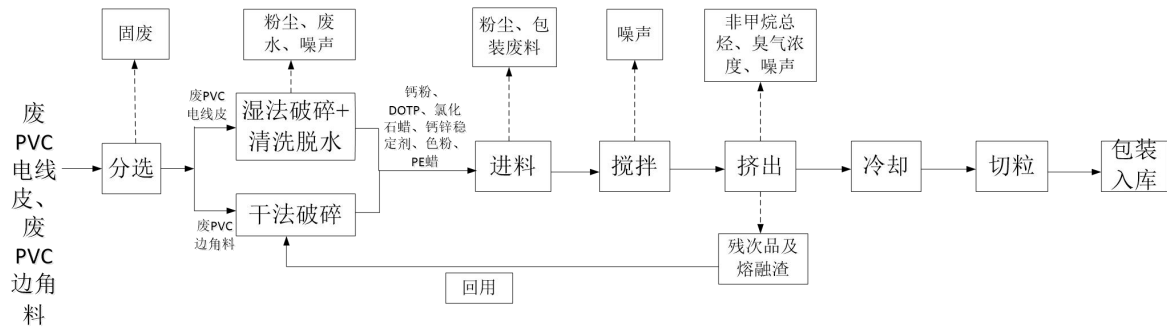 废
PVC
电线
皮、
废
PVC
边角
料
固废
分选
粉尘、废
水、噪声
废PVC
电线皮
湿法破碎+
清洗脱水
废PVC
边角料
干法破碎
钙粉、
DOTP、氯化
石蜡、钙锌稳
定剂、色粉、
PE蜡
粉尘、包
装废料
进料
噪声
搅拌
非甲烷总
烃、臭气浓
度、噪声
挤出
残次品及
熔融渣
回用
冷却
切粒
包装
入库